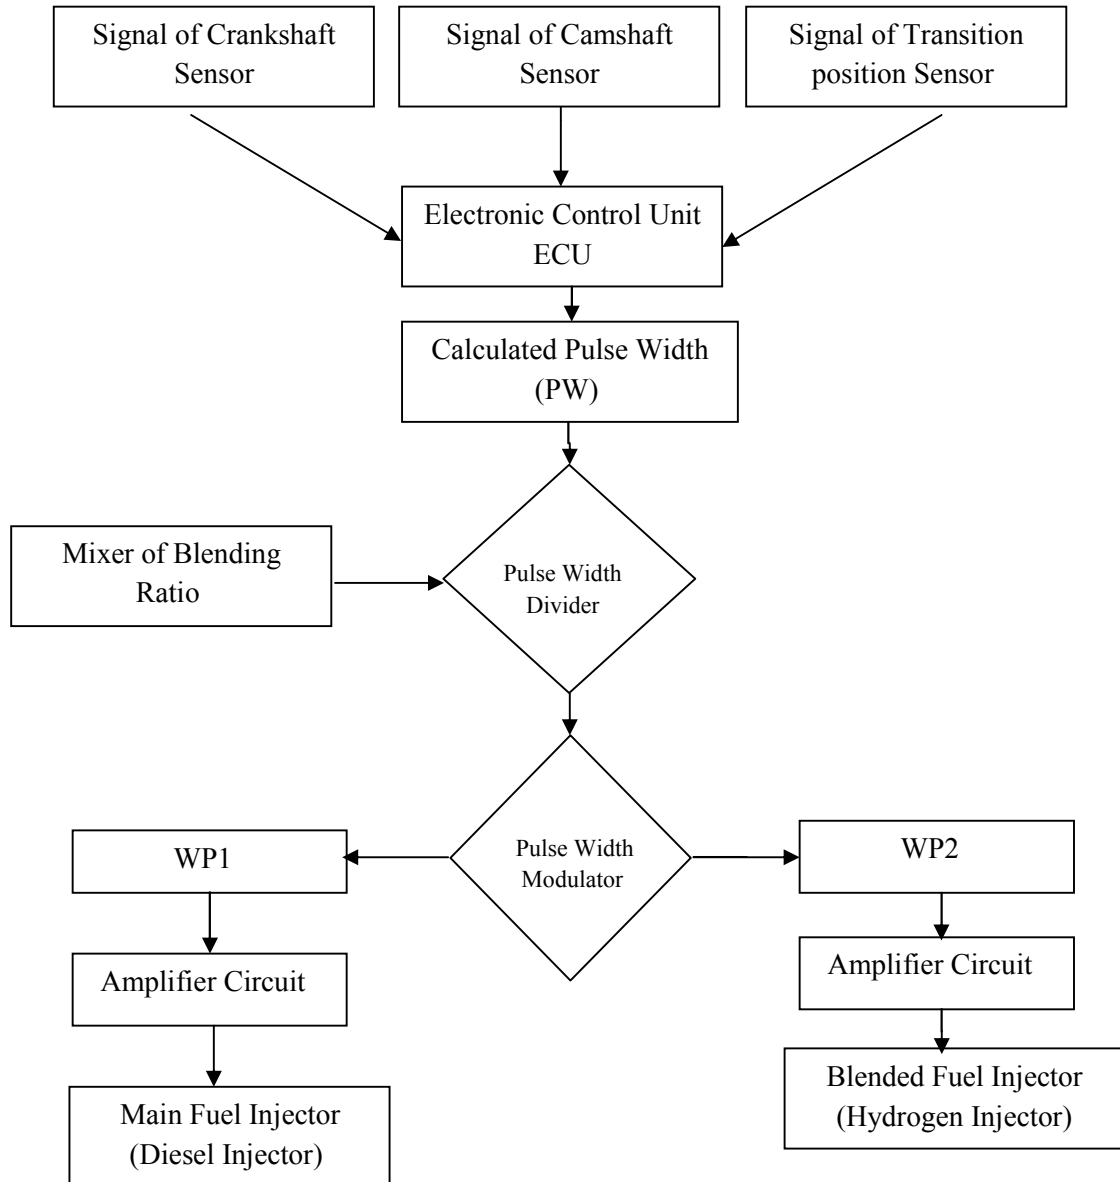 Signal of Crankshaft
Sensor
Signal of Camshaft
Sensor
Signal of Transition
position Sensor
Electronic Control Unit
ECU
Calculated Pulse Width
(PW)
Mixer of Blending
Ratio
Pulse Width
Divider
WP1
Pulse Width
Modulator
WP2
Amplifier Circuit
Amplifier Circuit
Main Fuel Injector
(Diesel Injector)
Blended Fuel Injector
(Hydrogen Injector)